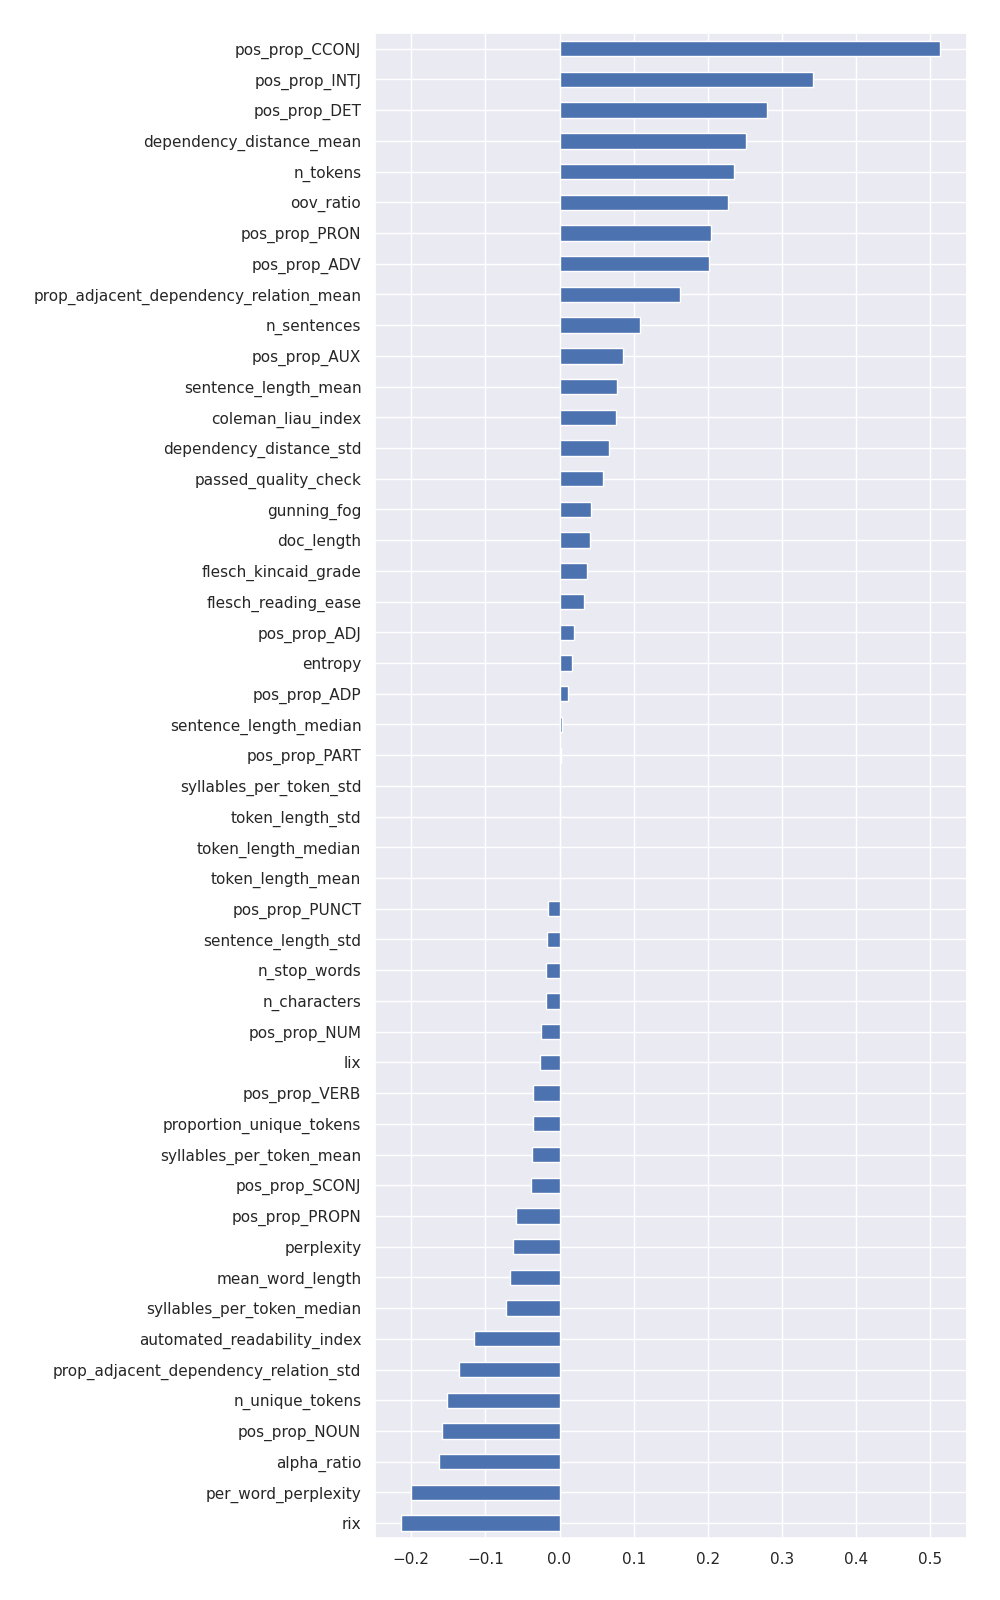 pos_prop_CCONJ
pos_prop_INTJ
pos_prop_DET
dependency_distance_mean
n_tokens
oov_ratio
pos_prop_PRON
pos_prop_ADV
prop_adjacent_dependency_relation_mean
n_sentences
pos_prop_AUX
sentence_length_mean
coleman_liau_index
dependency_distance_std
passed_quality_check
gunning_fog
doc_length
flesch_kincaid_grade
flesch_reading_ease
pos_prop_ADJ
entropy
pos_prop_ADP
sentence_length_median
pos_prop_PART
syllables_per_token_std
token_length_std
token_length_median
token_length_mean
pos_prop_PUNCT
sentence_length_std
n_stop_words
n_characters
pos_prop_NUM
lix
pos_prop_VERB
proportion_unique_tokens
syllables_per_token_mean
pos_prop_SCONJ
pos_prop_PROPN
perplexity
mean_word_length
syllables_per_token_median
automated_readability_index
prop_adjacent_dependency_relation_std
n_unique_tokens
pos_prop_NOUN
alpha_ratio
per_word_perplexity
rix
−0.2 −0.1 0.0 0.1 0.2 0.3 0.4 0.5